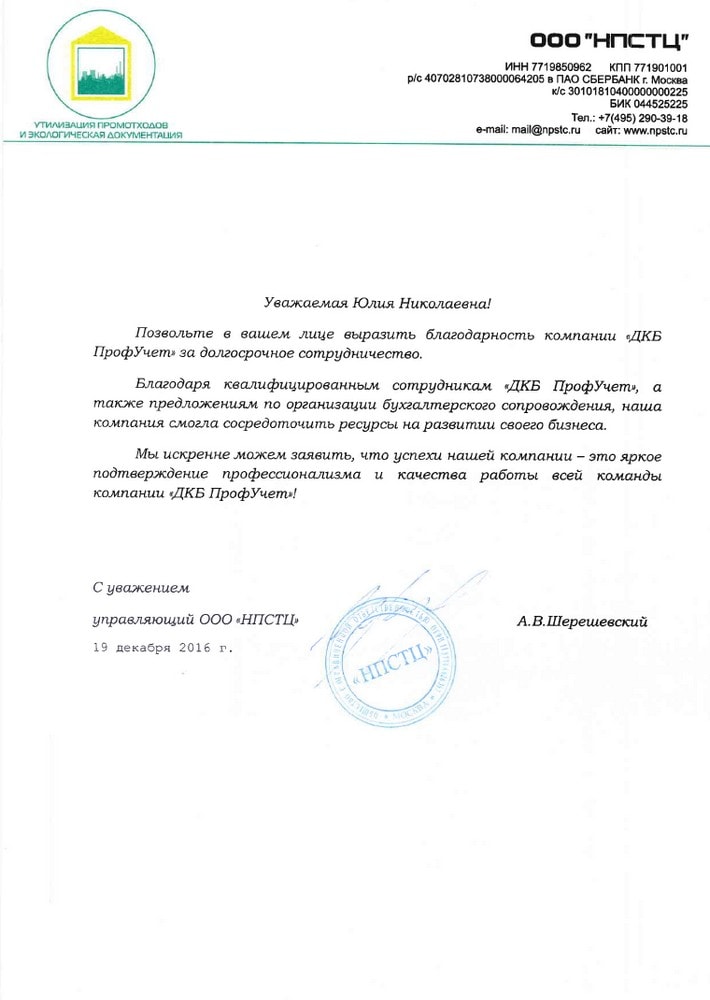 УТИЛИЗАЦИЯ ПРОМОТХОДОВ
И ЭКОЛОГИЧЕСКАЯ ДОКУМЕНТАЦИЯ
ООО "НПСТЦ"
ИНН 7719850962 КПП 771901001
р/с 40702810738000064205 в ПАО СБЕРБАНК г. Москва
к/с 30101810400000000225
БИК 044525225
Тел.: +7(495) 290-39-18
e-mail: mail@npstc.ru сайт: www.npstc.ru
Уважаемая Юлия Николаевна!
Позвольте в вашем лице выразить благодарность компании «ДКБ
ПрофУчет» за долгосрочное сотрудничество.
Благодаря квалифицированным сотрудникам «ДКБ ПрофУчет», а
также предложениям по организации бухгалтерского сопровождения, наша
компания смогла сосредоточить ресурсы на развитии своего бизнеса.
Мы искренне можем заявить, что успехи нашей компании – это яркое
подтверждение профессионализма и качества работы всей команды
компании «ДКБ ПрофУчет»!
С уважением
управляющий ООО «НПСТЦ»
А.В.Шерешевский
19 декабря 2016 г.
«НПСТЦ»
МОСКВА